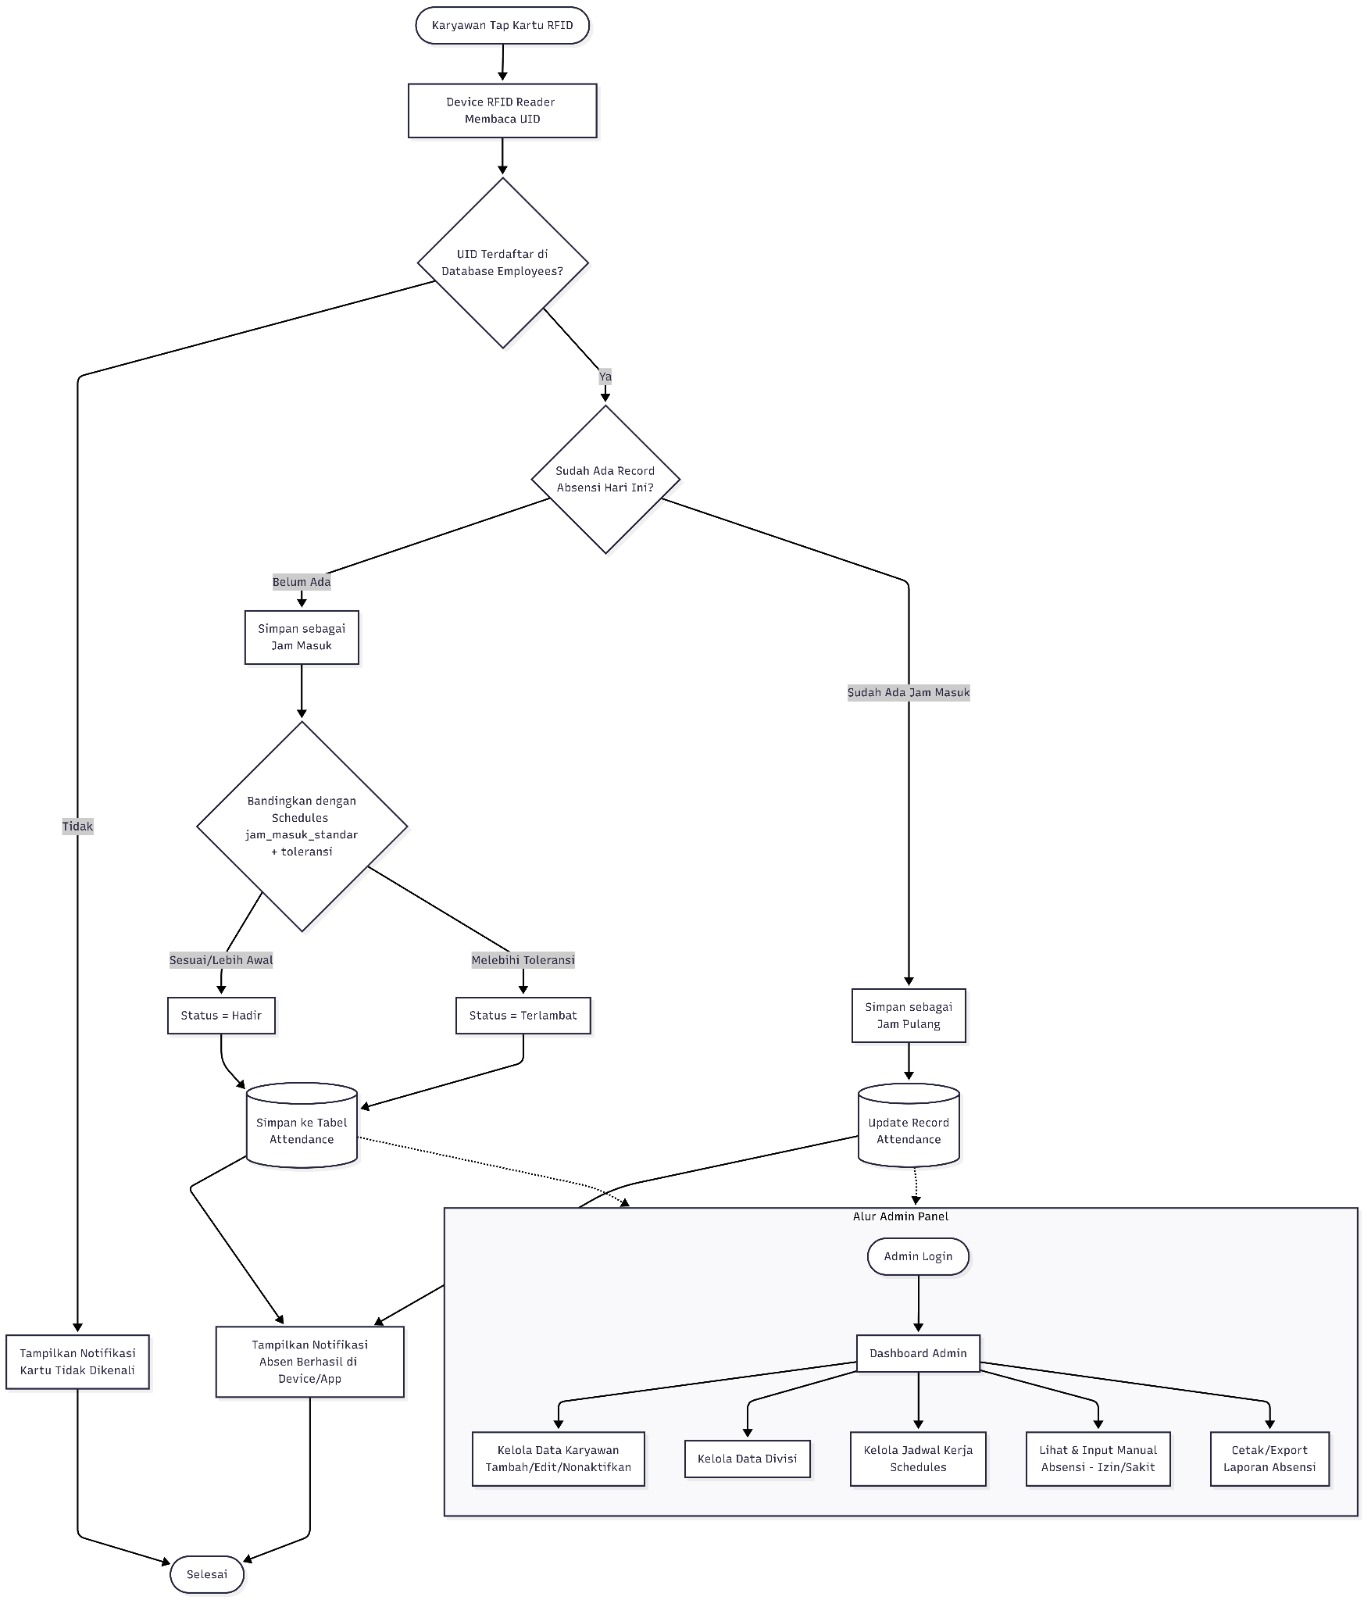 Karyawan Tap Kartu RFID
Device RFID Reader
Membaca UID
UID Terdaftar di
Database Employees?
Ya
Sudah Ada Record
Absensi Hari Ini?
Belum Ada
Simpan sebagai
Jam Masuk
Sudah Ada Jam Masuk
Bandingkan dengan
Schedules
jam_masuk_standar
+ toleransi
Tidak
Sesuai/Lebih Awal
Melebihi Toleransi
Status = Hadir
Status = Terlambat
Simpan sebagai
Jam Pulang
Simpan ke Tabel
Attendance
Update Record
Attendance
Alur Admin Panel
Admin Login
Tampilkan Notifikasi
Kartu Tidak Dikenali
Tampilkan Notifikasi
Absen Berhasil di
Device/App
Dashboard Admin
Kelola Data Karyawan
Tambah/Edit/Nonaktifkan
Kelola Data Divisi
Kelola Jadwal Kerja
Schedules
Lihat & Input Manual
Absensi - Izin/Sakit
Cetak/Export
Laporan Absensi
Selesai